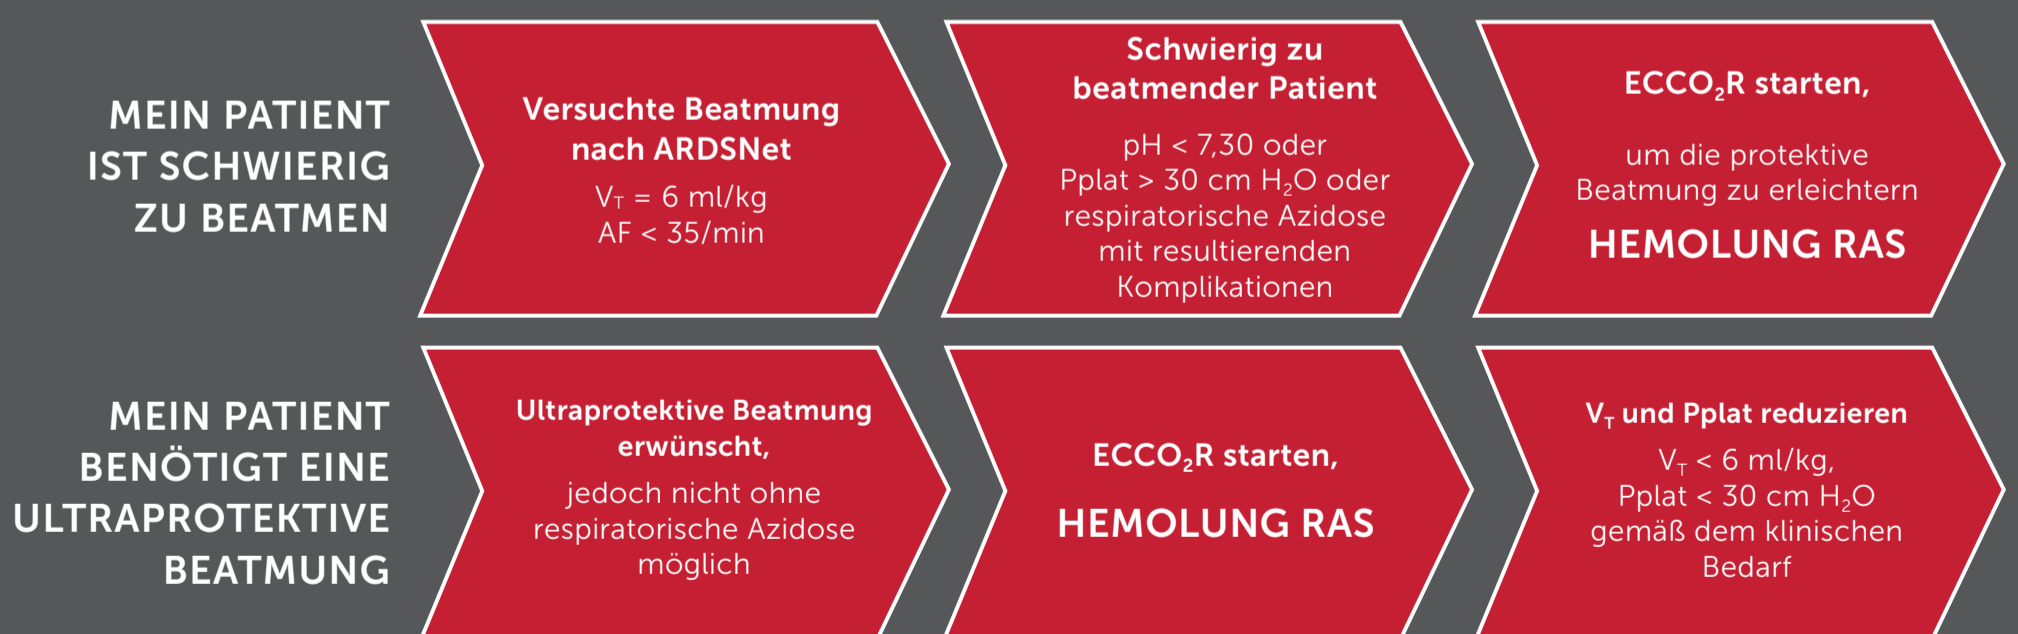 MEIN PATIENT
IST SCHWIERIG
ZU BEATMEN
Versuchte Beatmung
nach ARDSNet
V_T = 6 ml/kg
AF < 35/min
Schwierig zu
beatmender Patient
pH < 7,30 oder
Pplat > 30 cm H₂O oder
respiratorische Azidose
mit resultierenden
Komplikationen
ECCO₂R starten,
um die protektive
Beatmung zu erleichtern
HEMOLUNG RAS
MEIN PATIENT
BENÖTIGT EINE
ULTRAPROTEKTIVE
BEATMUNG
Ultraprotektive Beatmung
erwünscht,
jedoch nicht ohne
respiratorische Azidose
möglich
ECCO₂R starten,
HEMOLUNG RAS
V_T und Pplat reduzieren
V_T < 6 ml/kg,
Pplat < 30 cm H₂O
gemäß dem klinischen
Bedarf